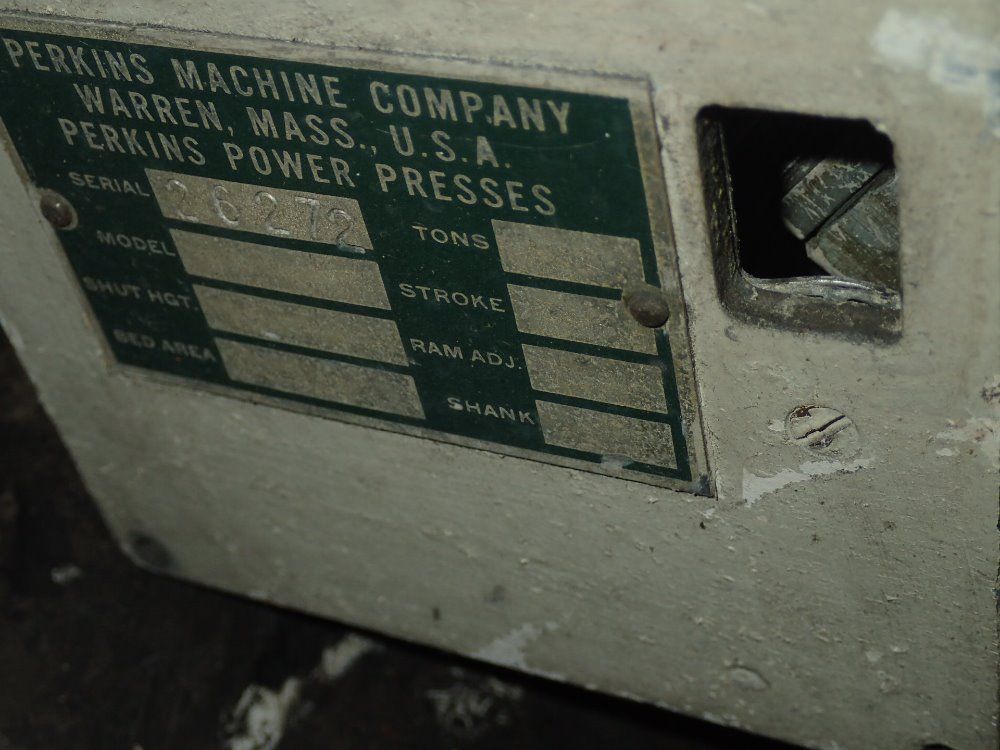 PERKINS MACHINE COMPANY
WARREN, MASS., U.S.A.
PERKINS POWER PRESSES
SERIAL 26272 TONS
MODEL STROKE
SHUT HGT. RAM ADJ.
BED AREA SHANK